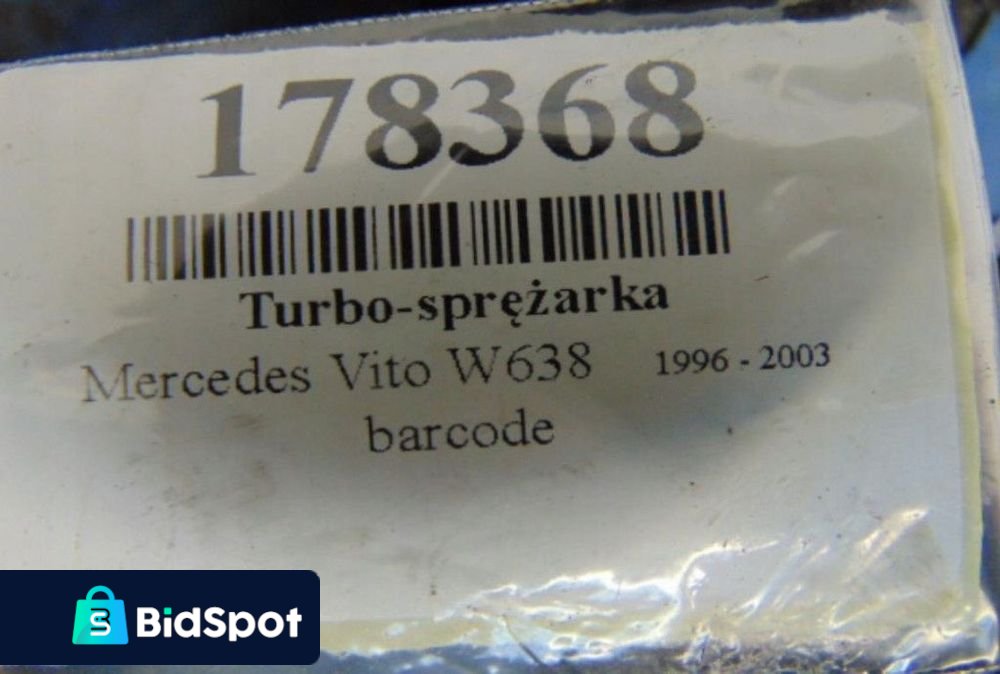 178368
Turbo-sprężarka
Mercedes Vito W638 1996 - 2003
barcode
BidSpot